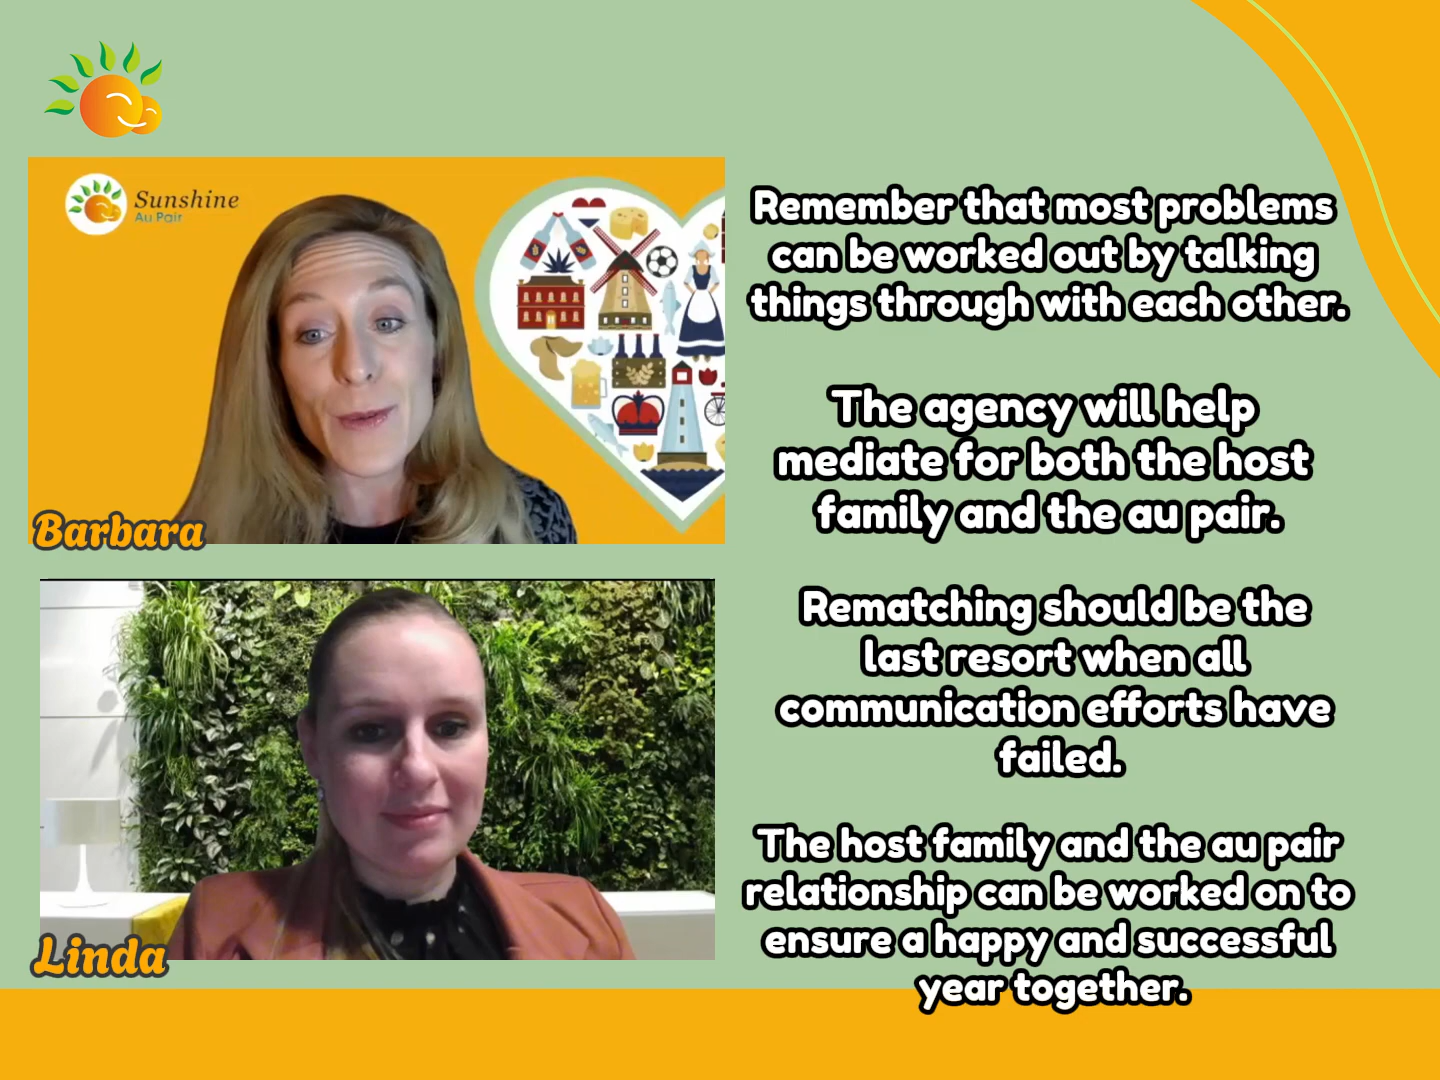 Sunshine
Au Pair
Barbara
Linda
Remember that most problems
can be worked out by talking
things through with each other.
The agency will help
mediate for both the host
family and the au pair.
Rematching should be the
last resort when all
communication efforts have
failed.
The host family and the au pair
relationship can be worked on to
ensure a happy and successful
year together.